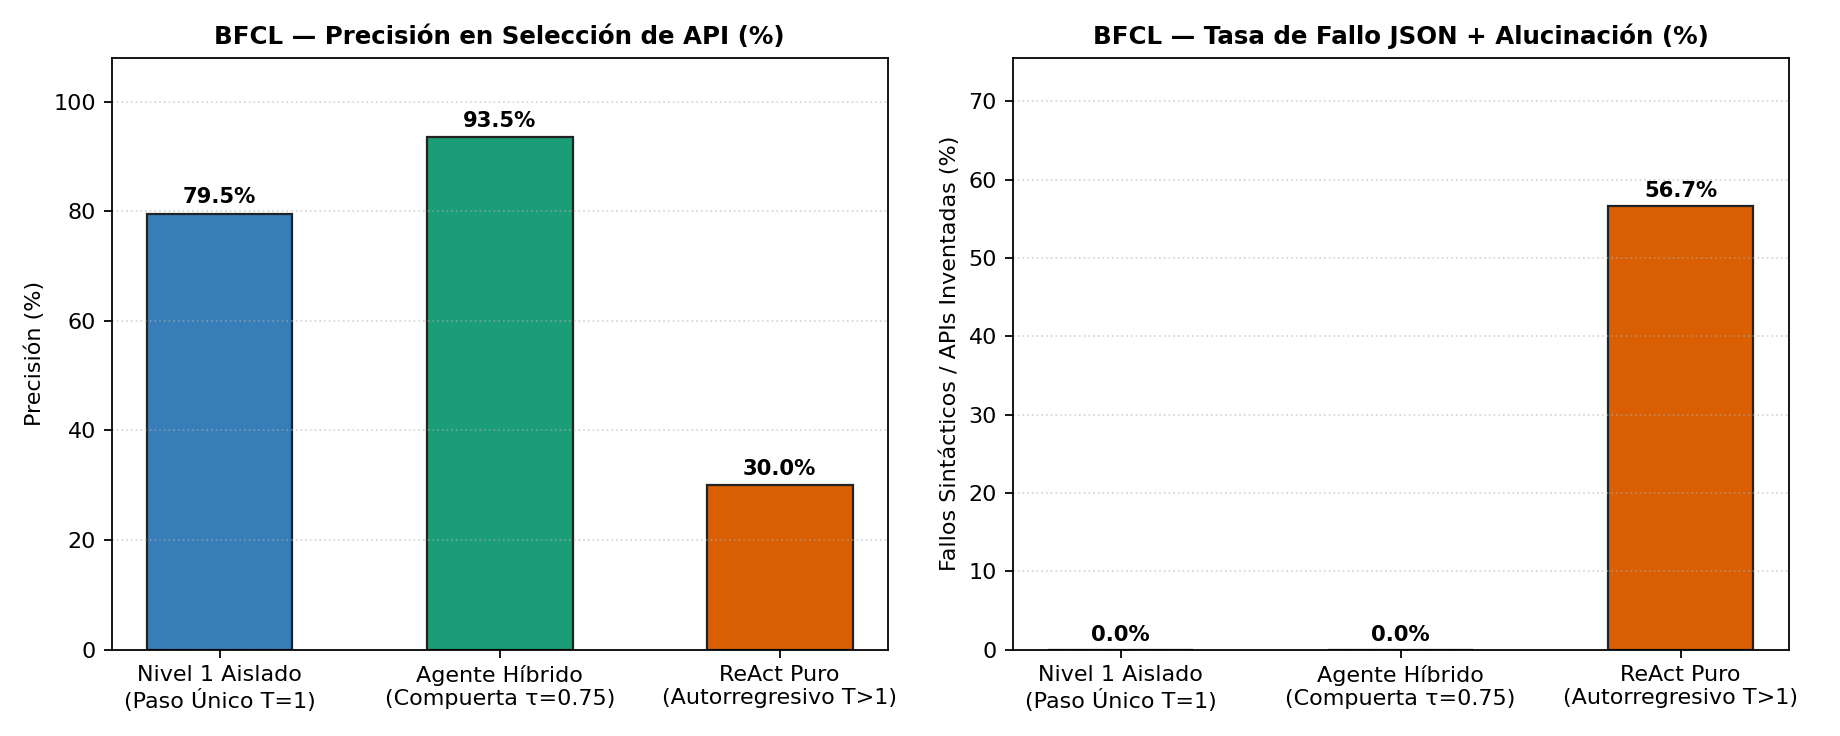 BFCL — Precisión en Selección de API (%)
Precisión (%)
100
80
60
40
20
0
79.5%
93.5%
30.0%
Nivel 1 Aislado
(Paso Único T=1)
Agente Híbrido
(Compuerta τ=0.75)
ReAct Puro
(Autorregresivo T>1)
BFCL — Tasa de Fallo JSON + Alucinación (%)
Fallos Sintácticos / APIs Inventadas (%)
70
60
50
40
30
20
10
0
0.0%
0.0%
56.7%
Nivel 1 Aislado
(Paso Único T=1)
Agente Híbrido
(Compuerta τ=0.75)
ReAct Puro
(Autorregresivo T>1)